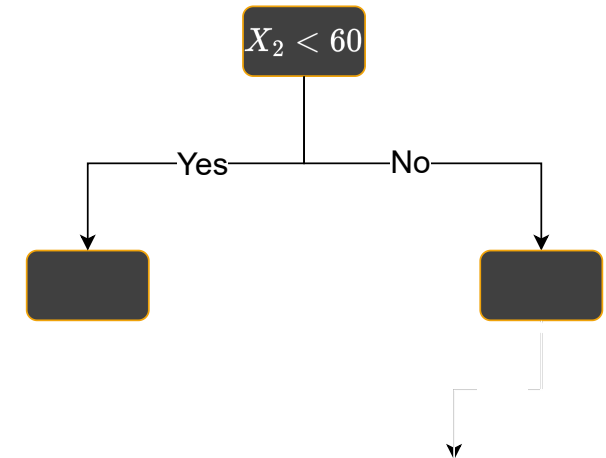 X₂ < 60
Yes
No